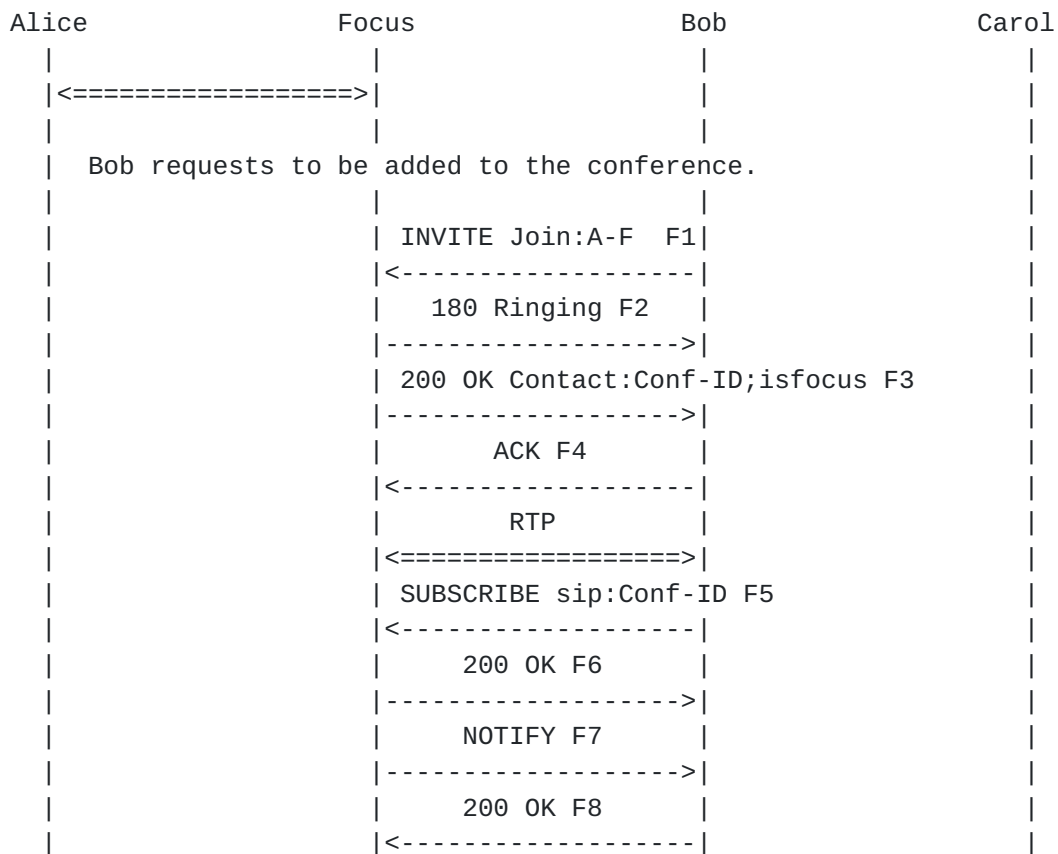 Alice                Focus                 Bob                Carol
  |                    |                    |                    |
  |<==================>|                    |                    |
  |                    |                    |                    |
  |  Bob requests to be added to the conference.                 |
  |                    |                    |                    |
  |                    | INVITE Join:A-F  F1|                    |
  |                    |<-------------------|                    |
  |                    |   180 Ringing F2   |                    |
  |                    |------------------->|                    |
  |                    | 200 OK Contact:Conf-ID;isfocus F3       |
  |                    |------------------->|                    |
  |                    |       ACK F4       |                    |
  |                    |<-------------------|                    |
  |                    |        RTP         |                    |
  |                    |<==================>|                    |
  |                    | SUBSCRIBE sip:Conf-ID F5                |
  |                    |<-------------------|                    |
  |                    |     200 OK F6      |                    |
  |                    |------------------->|                    |
  |                    |     NOTIFY F7      |                    |
  |                    |------------------->|                    |
  |                    |     200 OK F8      |                    |
  |                    |<-------------------|                    |